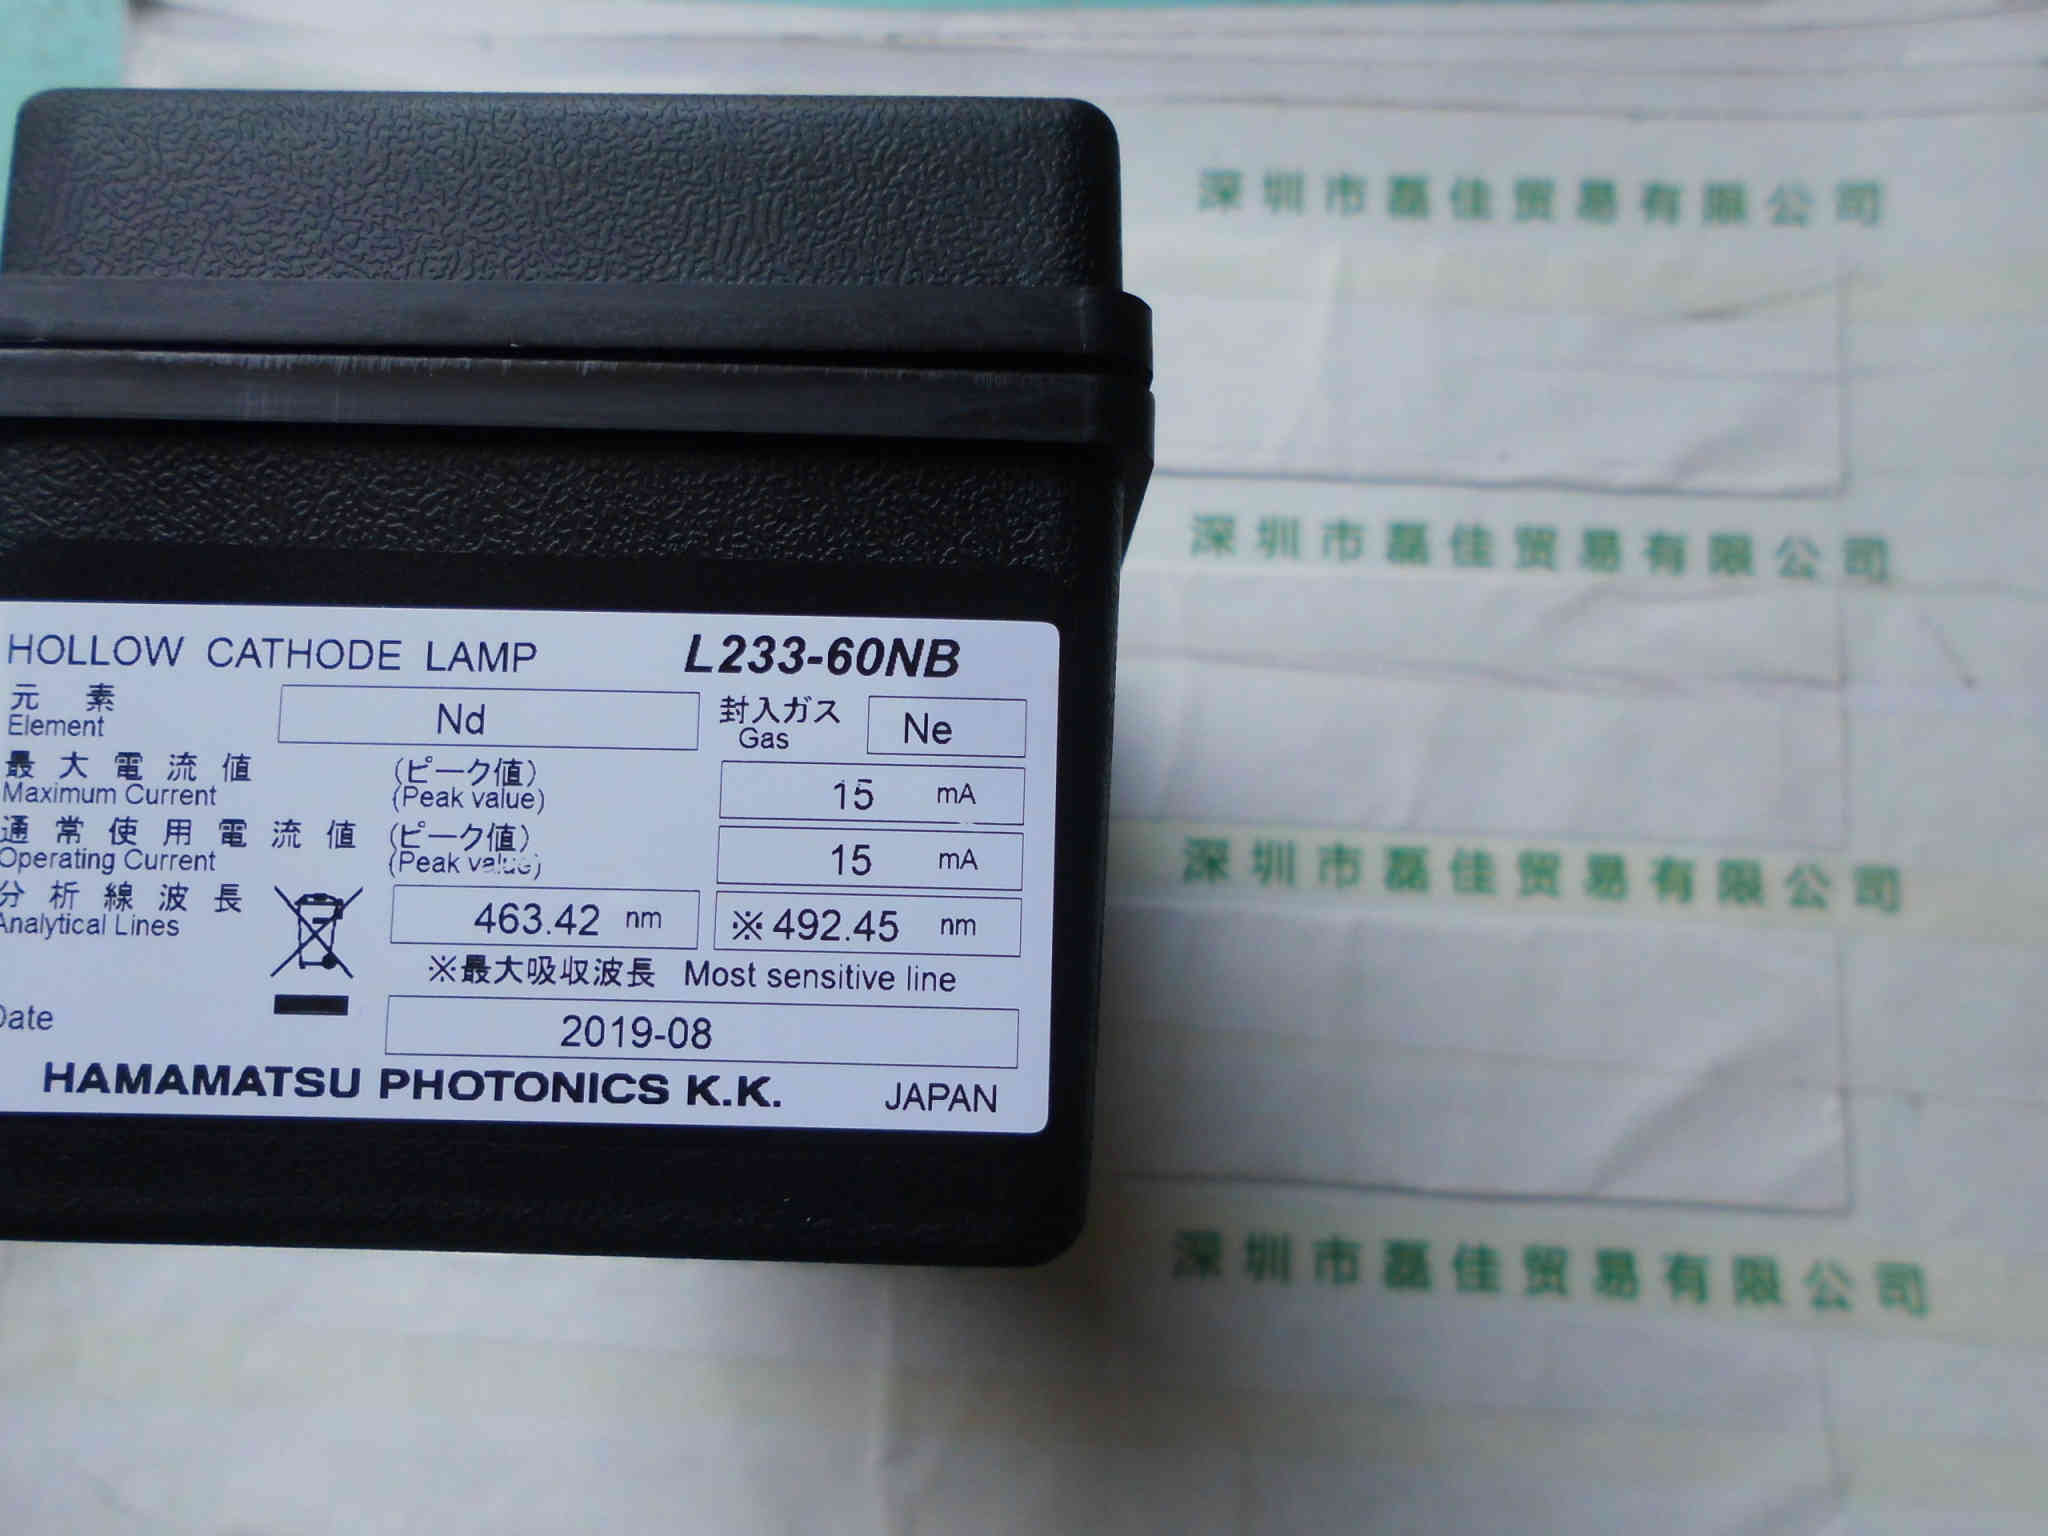 深圳市磊佳贸易有限公司
深圳市磊佳贸易有限公司
深圳市磊佳贸易有限公司
深圳市磊佳贸易有限公司
HOLLOW CATHODE LAMP L233-60NB
元素 Nd 封入ガス Ne
Element Gas
最大電流値 (ピーク値) 15 mA
Maximum Current (Peak value)
通常使用電流値 (ピーク値) 15 mA
Operating Current (Peak value)
分析線波長 463.42 nm ※492.45 nm
Analytical Lines
※最大吸収波長 Most sensitive line
Date 2019-08
HAMAMATSU PHOTONICS K.K. JAPAN